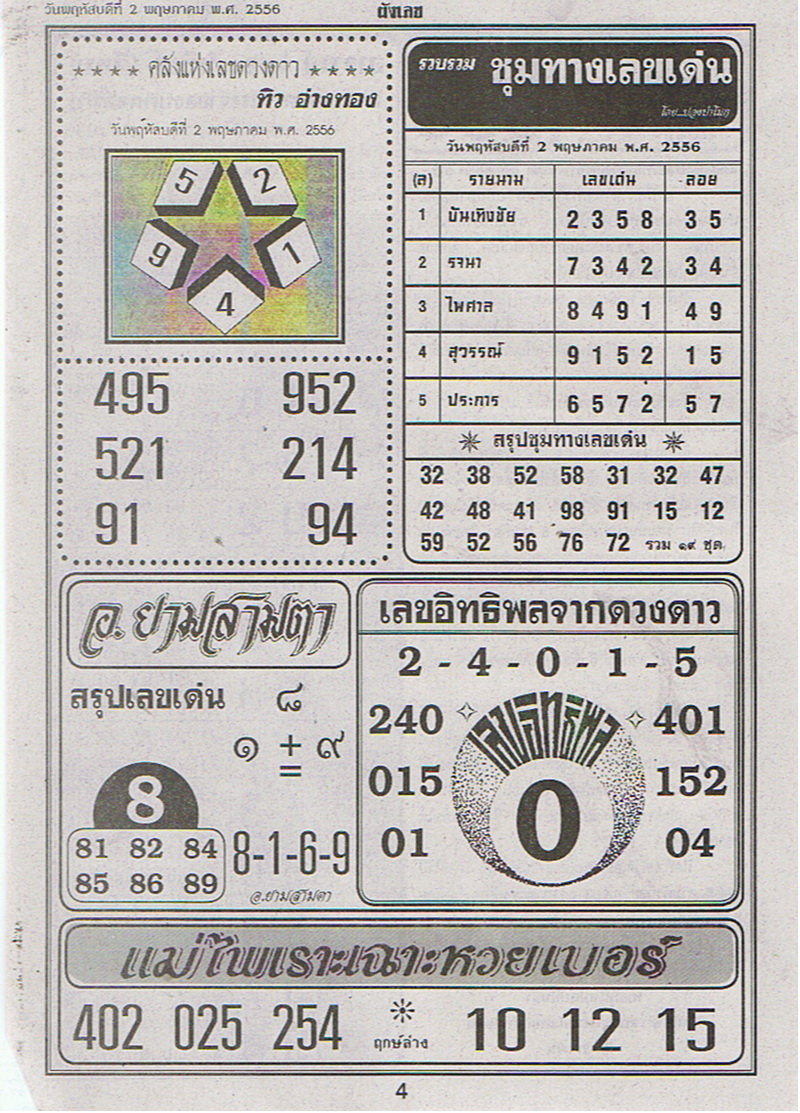 วันพฤหัสบดีที่ 2 พฤษภาคม พ.ศ. 2556
ผังเลข
★ ★ ★ ★ คลังแห่งเลขดวงดาว ★ ★ ★ ★
ทิว อ่างทอง
วันพฤหัสบดีที่ 2 พฤษภาคม พ.ศ. 2556
5 2
9 1
4
495 952
521 214
91 94
รวบรวม ชุมทางเลขเด่น
วันพฤหัสบดีที่ 2 พฤษภาคม พ.ศ. 2556
(ล) รายนาม เลขเด่น ลอย
1 บันเทิงชัย 2 3 5 8 3 5
2 รจนา 7 3 4 2 3 4
3 ไพศาล 8 4 9 1 4 9
4 สุวรรณ์ 9 1 5 2 1 5
5 ประการ 6 5 7 2 5 7
สรุปชุมทางเลขเด่น
32 38 52 58 31 32 47
42 48 41 98 91 15 12
59 52 56 76 72 รวม ๑๙ ชุด
อ.ยามสามตา
สรุปเลขเด่น ๘
๑ ± ๙
=
8
81 82 84
85 86 89
8-1-6-9
อ.ยามสามตา
เลขอิทธิพลจากดวงดาว
2 - 4 - 0 - 1 - 5
240 เลขอิทธิพล 401
015 0 152
01 04
แม่ไพเราะเฉาะหวยเบอร์
402 025 254 ฤกษ์ล่าง 10 12 15
4